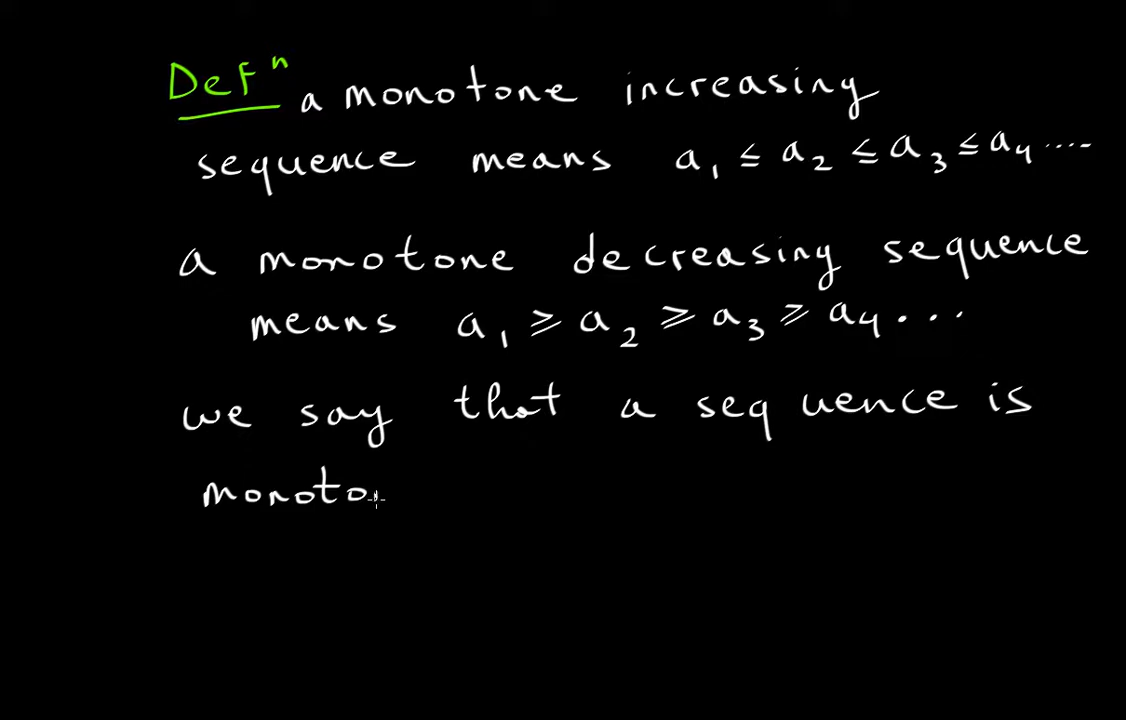 Defⁿ a monotone increasing
sequence means a₁ ≤ a₂ ≤ a₃ ≤ a₄ ....
a monotone decreasing sequence
means a₁ ⩾ a₂ ⩾ a₃ ⩾ a₄ ...
we say that a sequence is
monoto